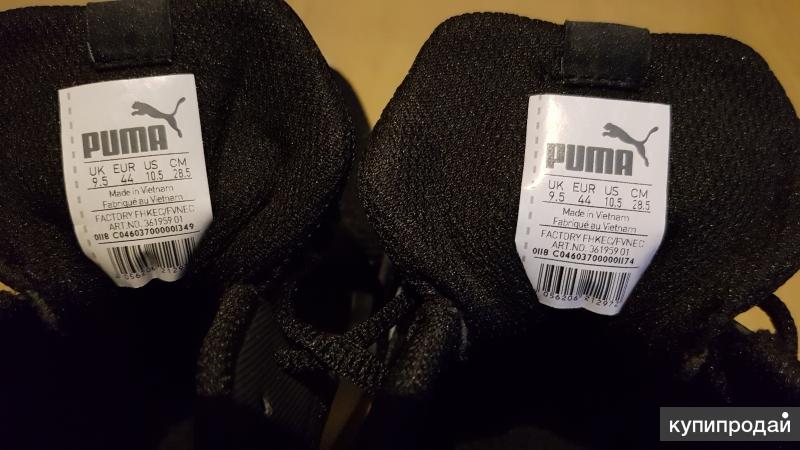 PUMA
UK EUR US CM
9.5 44 10.5 28.5
Made in Vietnam
Fabriqué au Vietnam
FACTORY FHKEC/FVNEC
ART.NO. 361959 01
0118 C04603700001349
PUMA
UK EUR US CM
9.5 44 10.5 28.5
Made in Vietnam
Fabriqué au Vietnam
FACTORY FHKEC/FVNEC
ART.NO. 361959 01
0118 C04603700001174
купипродай